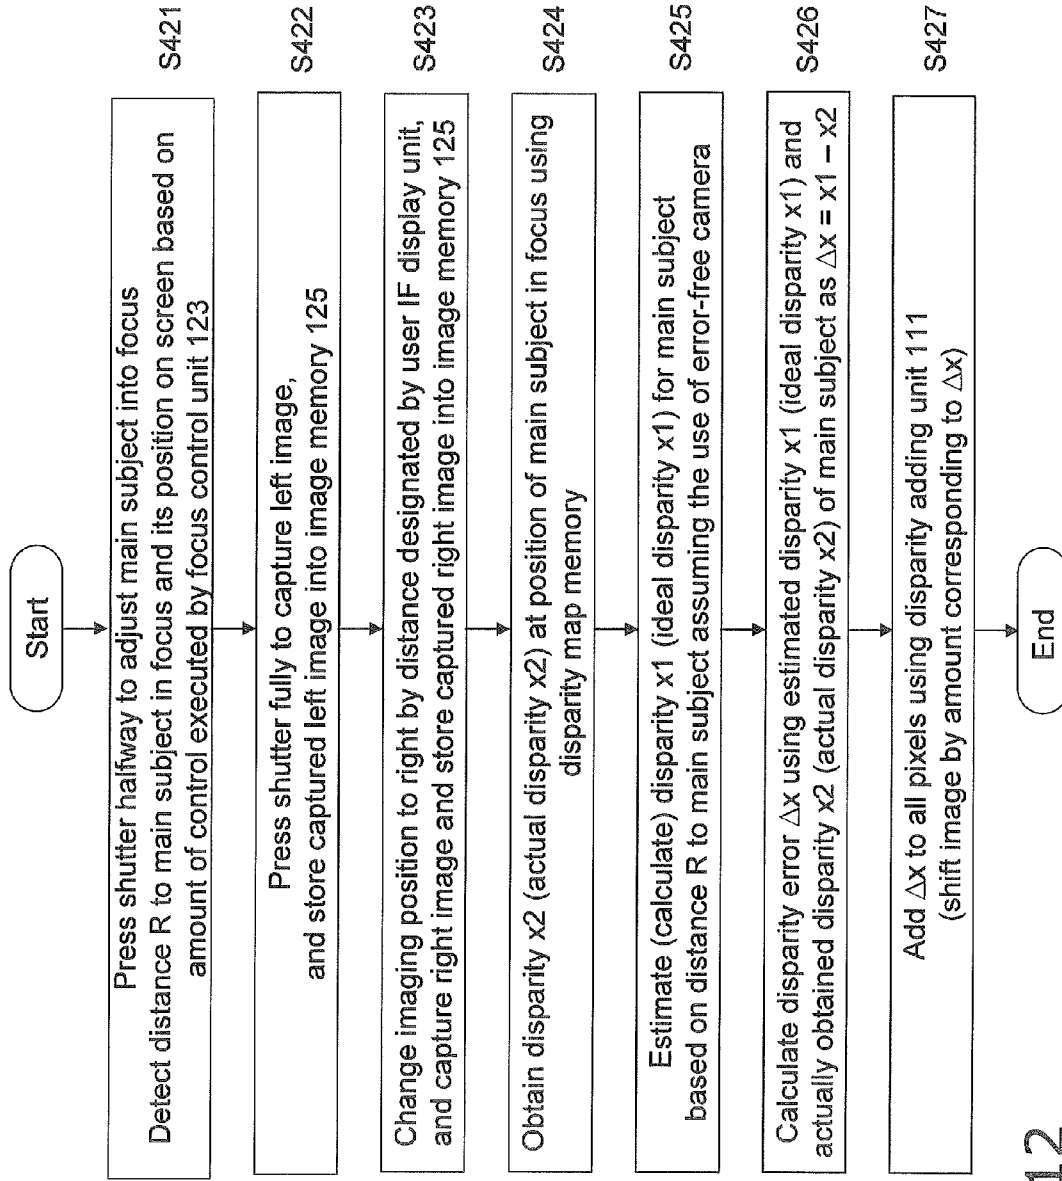 Start
Press shutter halfway to adjust main subject into focus
Detect distance R to main subject in focus and its position on screen based on
amount of control executed by focus control unit 123
S421
Press shutter fully to capture left image,
and store captured left image into image memory 125
S422
Change imaging position to right by distance designated by user IF display unit,
and capture right image and store captured right image into image memory 125
S423
Obtain disparity x2 (actual disparity x2) at position of main subject in focus using
disparity map memory
S424
Estimate (calculate) disparity x1 (ideal disparity x1) for main subject
based on distance R to main subject assuming the use of error-free camera
S425
Calculate disparity error Δx using estimated disparity x1 (ideal disparity x1) and
actually obtained disparity x2 (actual disparity x2) of main subject as Δx = x1 – x2
S426
Add Δx to all pixels using disparity adding unit 111
(shift image by amount corresponding to Δx)
S427
End
12